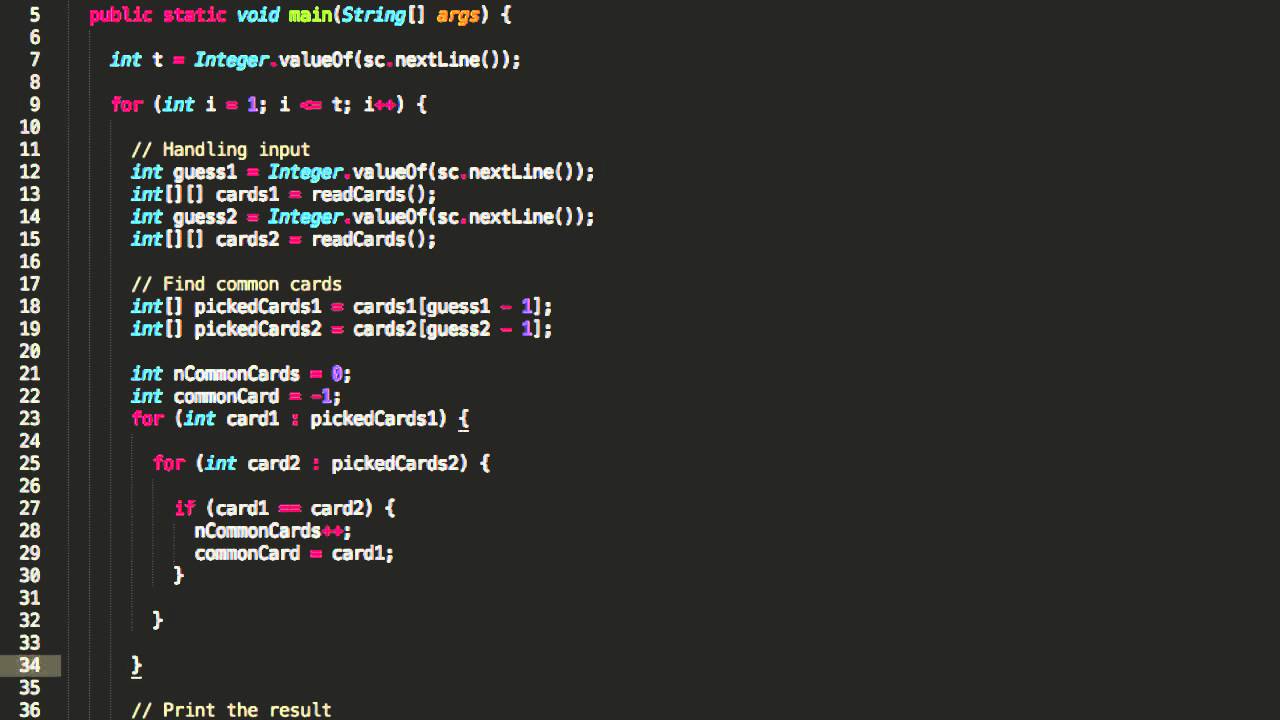 5 public static void main(String[] args) {
6
7 int t = Integer.valueOf(sc.nextLine());
8
9 for (int i = 1; i <= t; i++) {
10
11 // Handling input
12 int guess1 = Integer.valueOf(sc.nextLine());
13 int[][] cards1 = readCards();
14 int guess2 = Integer.valueOf(sc.nextLine());
15 int[][] cards2 = readCards();
16
17 // Find common cards
18 int[] pickedCards1 = cards1[guess1 - 1];
19 int[] pickedCards2 = cards2[guess2 - 1];
20
21 int nCommonCards = 0;
22 int commonCard = -1;
23 for (int card1 : pickedCards1) {
24
25 for (int card2 : pickedCards2) {
26
27 if (card1 == card2) {
28 nCommonCards++;
29 commonCard = card1;
30 }
31
32 }
33
34 }
35
36 // Print the result